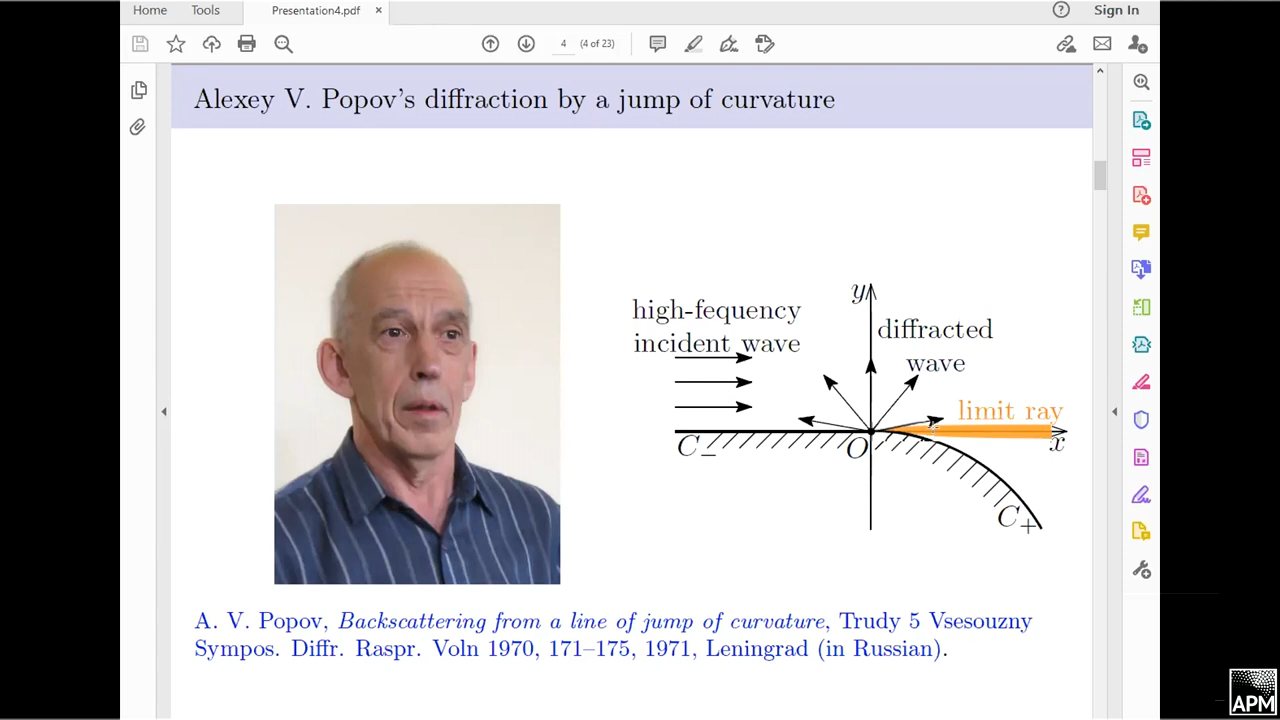 Home Tools Presentation4.pdf × ? Sign In
4 (4 of 23)
Alexey V. Popov's diffraction by a jump of curvature
high-fequency
incident wave
y
diffracted
wave
limit ray
C− O x
C+
A. V. Popov, Backscattering from a line of jump of curvature, Trudy 5 Vsesouzny
Sympos. Diffr. Raspr. Voln 1970, 171–175, 1971, Leningrad (in Russian).
APM